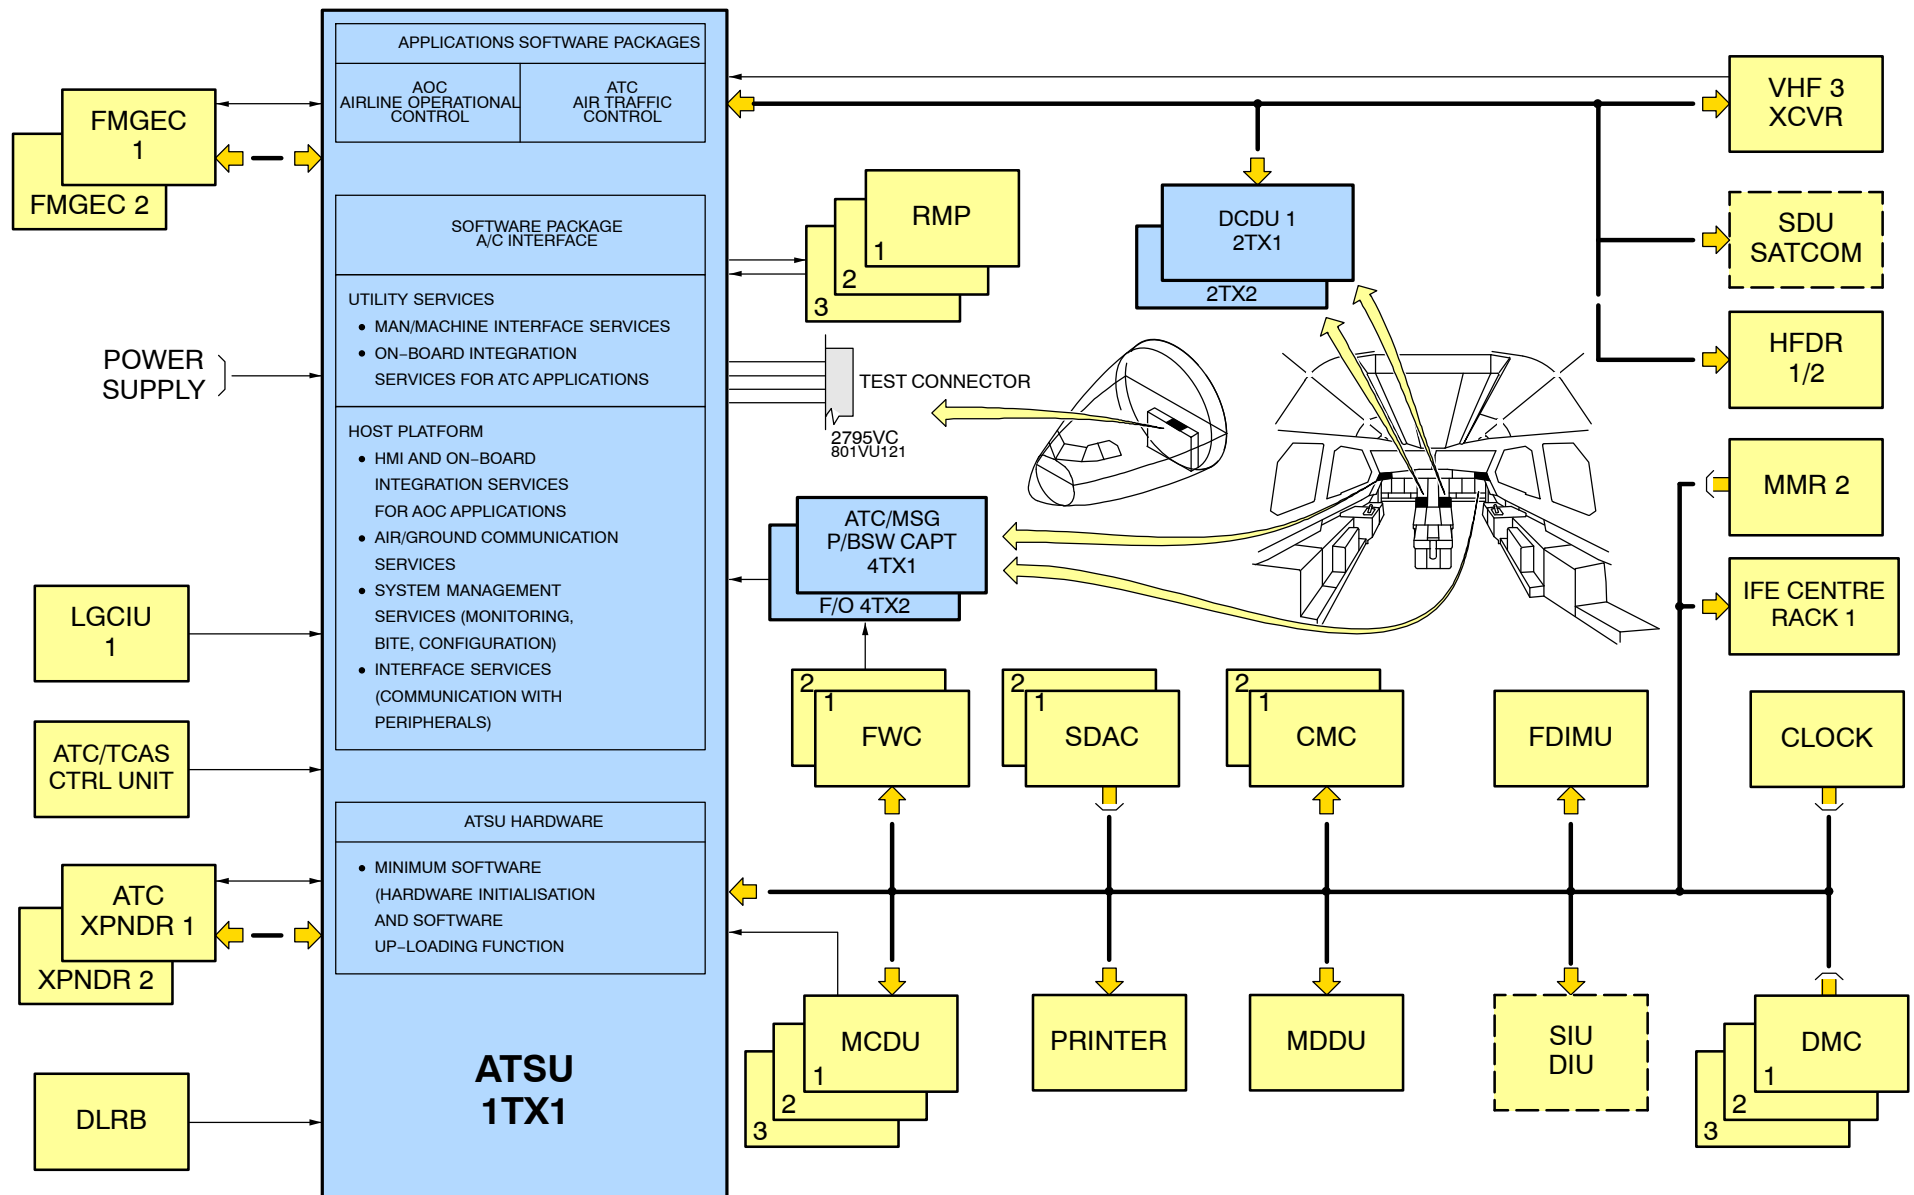 APPLICATIONS SOFTWARE PACKAGES
AOC
AIRLINE OPERATIONAL
CONTROL
ATC
AIR TRAFFIC
CONTROL
SOFTWARE PACKAGE
A/C INTERFACE
UTILITY SERVICES
• MAN/MACHINE INTERFACE SERVICES
• ON–BOARD INTEGRATION
SERVICES FOR ATC APPLICATIONS
HOST PLATFORM
• HMI AND ON–BOARD
INTEGRATION SERVICES
FOR AOC APPLICATIONS
• AIR/GROUND COMMUNICATION
SERVICES
• SYSTEM MANAGEMENT
SERVICES (MONITORING,
BITE, CONFIGURATION)
• INTERFACE SERVICES
(COMMUNICATION WITH
PERIPHERALS)
ATSU HARDWARE
• MINIMUM SOFTWARE
(HARDWARE INITIALISATION
AND SOFTWARE
UP–LOADING FUNCTION
ATSU
1TX1
FMGEC
1
FMGEC 2
POWER
SUPPLY
LGCIU
1
ATC/TCAS
CTRL UNIT
ATC
XPNDR 1
XPNDR 2
DLRB
RMP
1
2
3
TEST CONNECTOR
2795VC
801VU121
DCDU 1
2TX1
2TX2
ATC/MSG
P/BSW CAPT
4TX1
F/O 4TX2
VHF 3
XCVR
SDU
SATCOM
HFDR
1/2
MMR 2
IFE CENTRE
RACK 1
2
1
FWC
2
1
SDAC
2
1
CMC
FDIMU
CLOCK
MCDU
1
2
3
PRINTER
MDDU
SIU
DIU
DMC
1
2
3